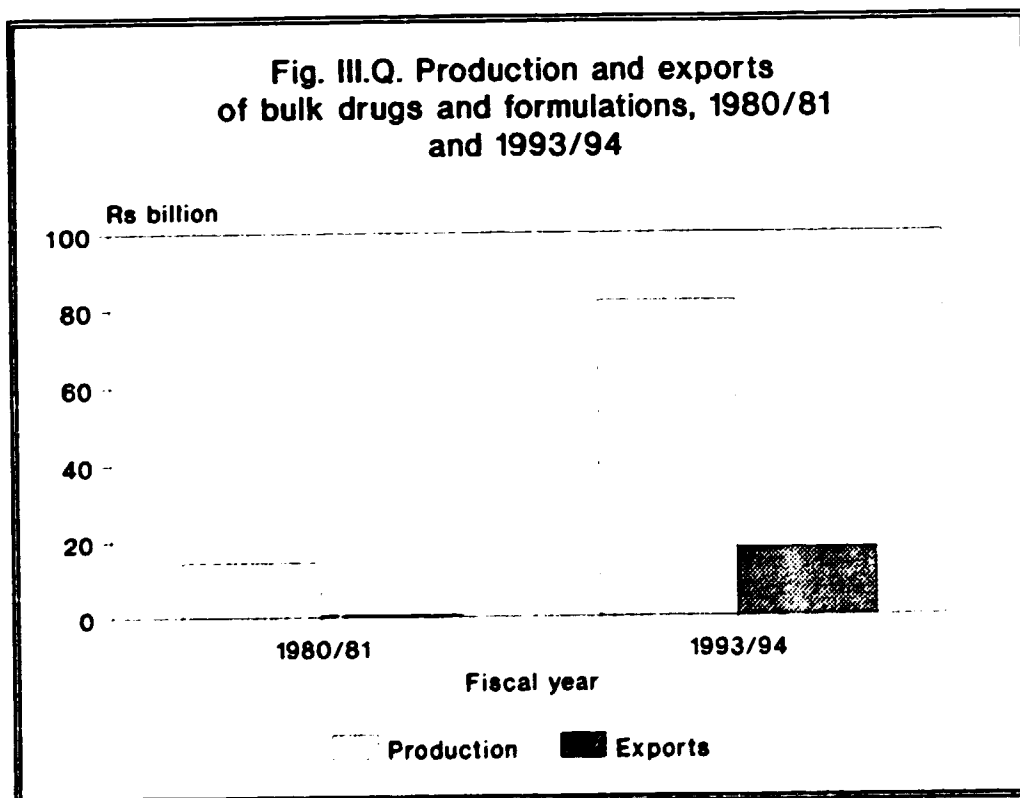 Fig. III.Q. Production and exports
of bulk drugs and formulations, 1980/81
and 1993/94
Rs billion
100
80
60
40
20
0
1980/81 1993/94
Fiscal year
Production Exports